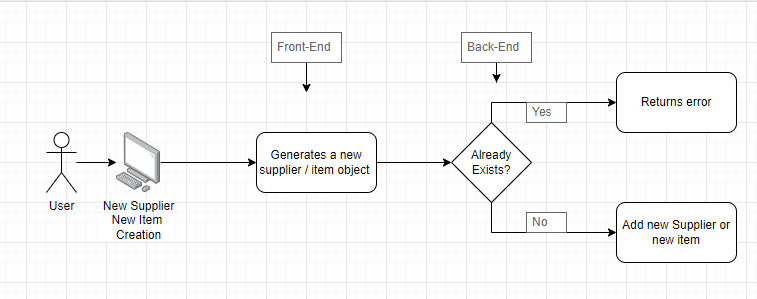 Front-End
Back-End
Returns error
Yes
Generates a new
supplier / item object
Already
Exists?
User
New Supplier
New Item
Creation
No
Add new Supplier or
new item